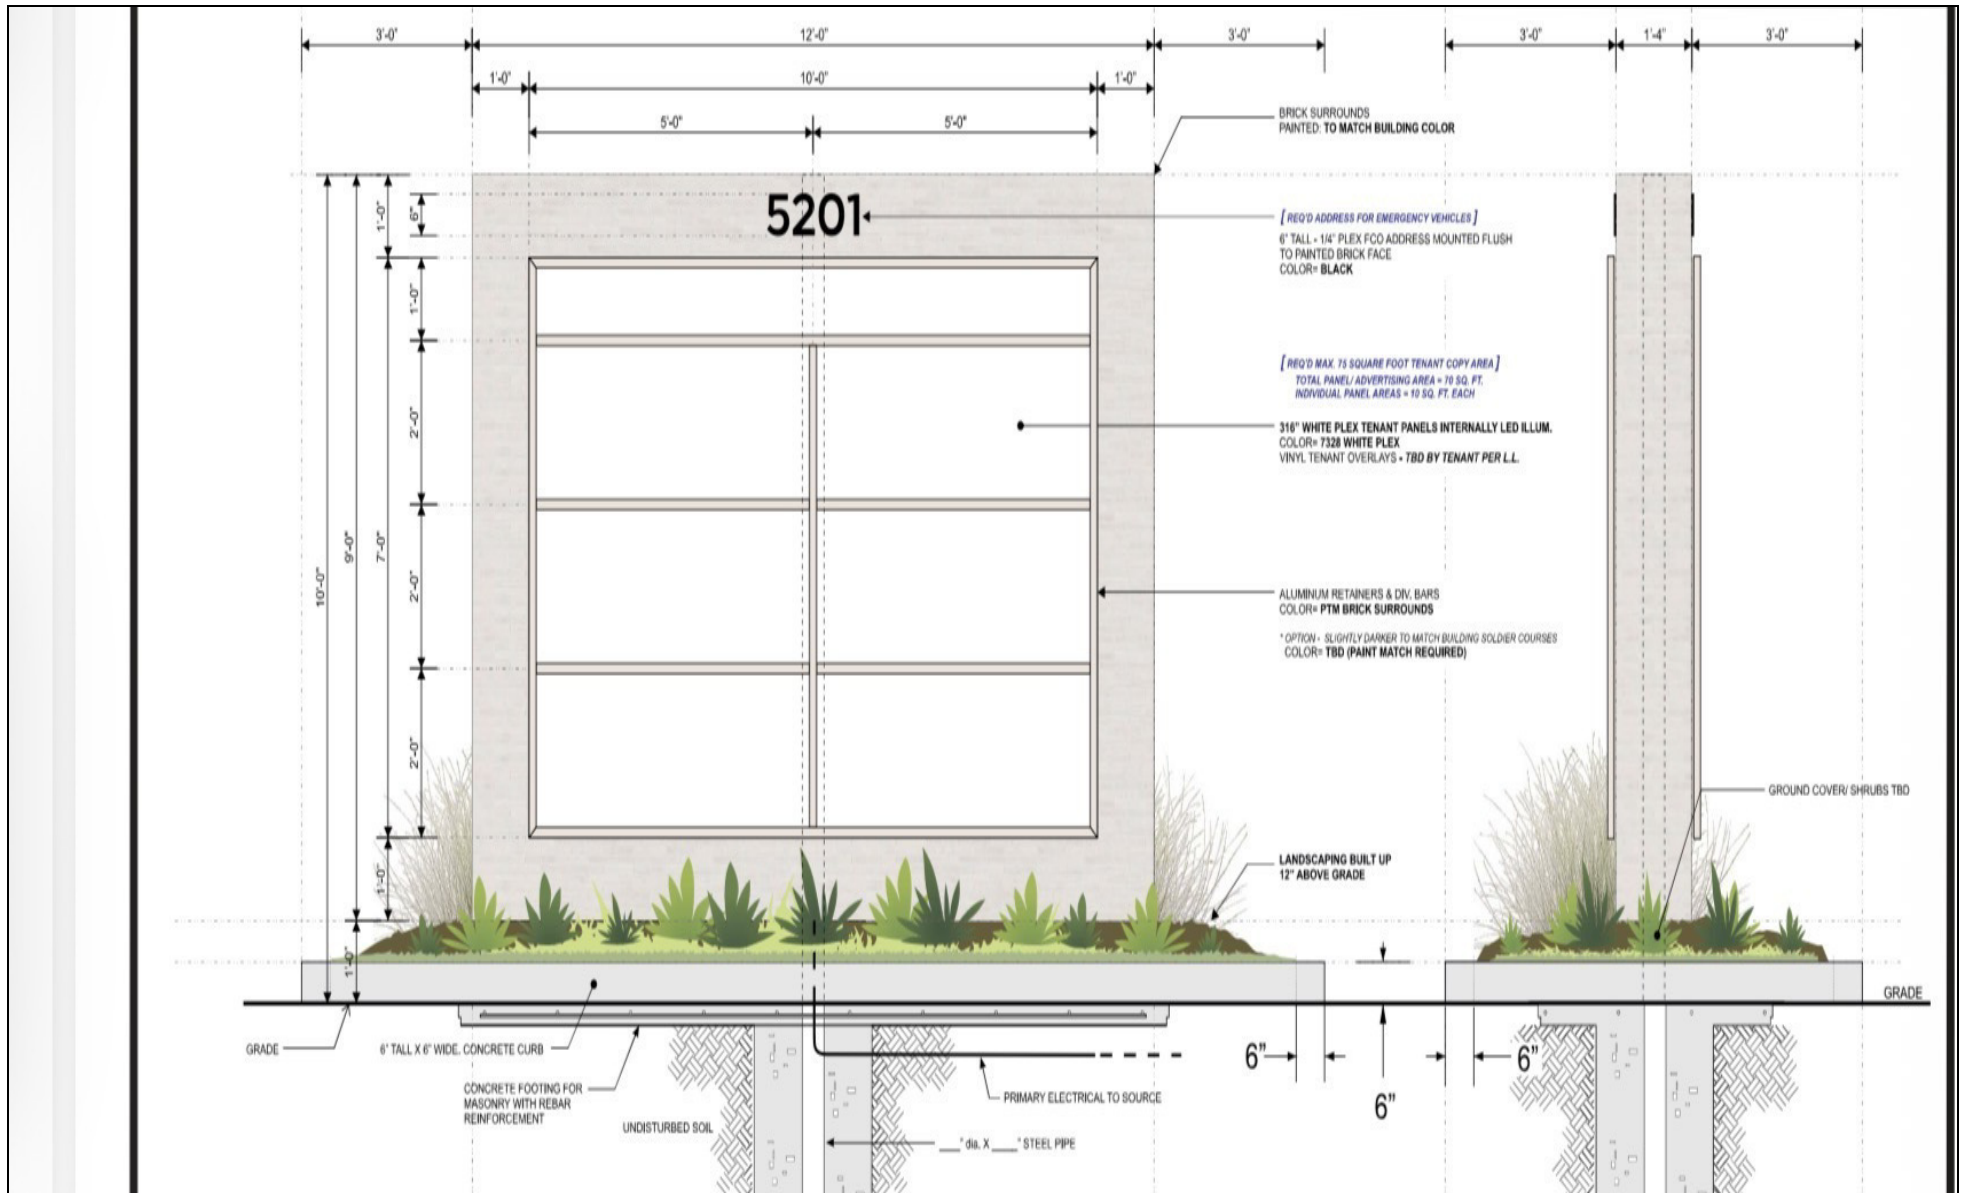 3'-0"
12'-0"
3'-0"
3'-0"
1'-4"
3'-0"
1'-0"
10'-0"
1'-0"
5'-0"
5'-0"
BRICK SURROUNDS
PAINTED: TO MATCH BUILDING COLOR
5201
1'-0"
6"
[ REQ'D ADDRESS FOR EMERGENCY VEHICLES ]
6" TALL - 1/4" PLEX FCO ADDRESS MOUNTED FLUSH
TO PAINTED BRICK FACE
COLOR= BLACK
1'-0"
[ REQ'D MAX. 75 SQUARE FOOT TENANT COPY AREA ]
TOTAL PANEL/ ADVERTISING AREA = 70 SQ. FT.
INDIVIDUAL PANEL AREAS = 10 SQ. FT. EACH
2'-0"
316" WHITE PLEX TENANT PANELS INTERNALLY LED ILLUM.
COLOR= 7328 WHITE PLEX
VINYL TENANT OVERLAYS - TBD BY TENANT PER L.L.
10'-0"
9'-0"
7'-0"
2'-0"
ALUMINUM RETAINERS & DIV. BARS
COLOR= PTM BRICK SURROUNDS
* OPTION - SLIGHTLY DARKER TO MATCH BUILDING SOLDIER COURSES
COLOR= TBD (PAINT MATCH REQUIRED)
2'-0"
GROUND COVER/ SHRUBS TBD
1'-0"
LANDSCAPING BUILT UP
12" ABOVE GRADE
1'-0"
GRADE
GRADE
6" TALL X 6" WIDE. CONCRETE CURB
6"
6"
6"
CONCRETE FOOTING FOR
MASONRY WITH REBAR
REINFORCEMENT
PRIMARY ELECTRICAL TO SOURCE
UNDISTURBED SOIL
___" dia. X ____" STEEL PIPE